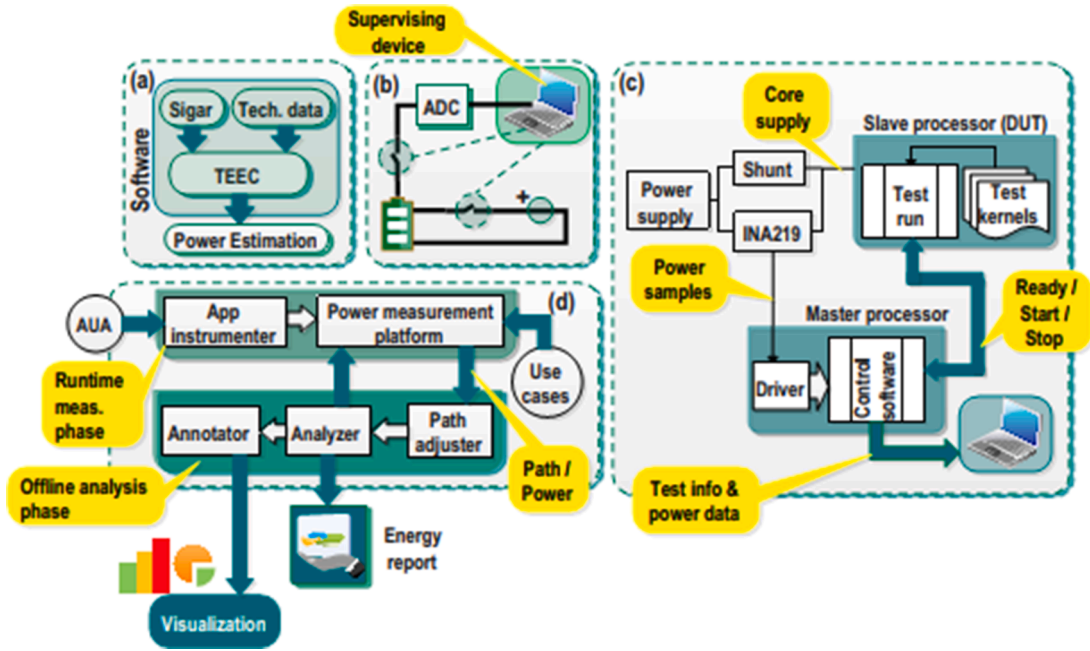 Supervising
device
(a)
Sigar
Tech. data
TEEC
Power Estimation
Software
(b)
ADC
+
(c)
Core
supply
Slave processor (DUT)
Power
supply
Shunt
INA219
Test
run
Test
kernels
Power
samples
Ready /
Start /
Stop
Master processor
Driver
Control
software
Test info &
power data
(d)
AUA
App
instrumenter
Power measurement
platform
Use
cases
Runtime
meas.
phase
Annotator
Analyzer
Path
adjuster
Offline analysis
phase
Path /
Power
Energy
report
Visualization